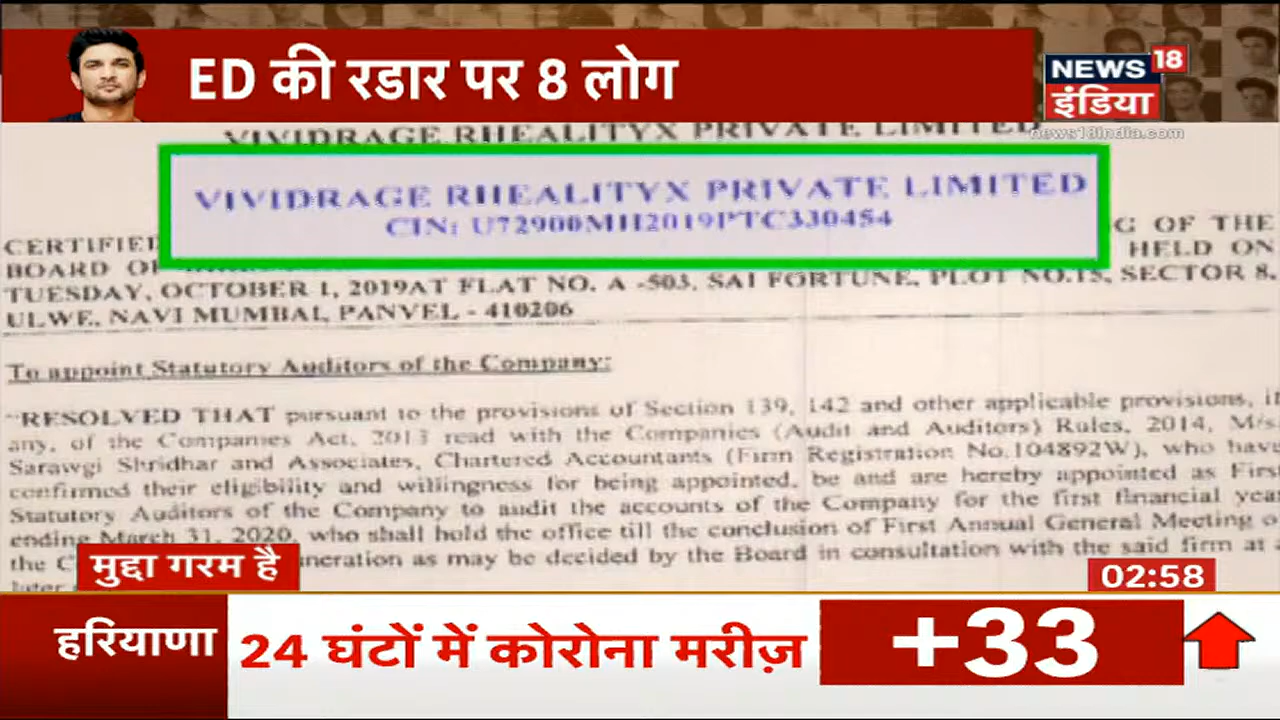 ED की रडार पर 8 लोग
NEWS 18
इंडिया
news18india.com
VIVIDRAGE RHEALITYX PRIVATE LIMITED
VIVIDRAGE RHEALITYX PRIVATE LIMITED
CIN: U72900MH2019PTC330454
CERTIFIED G OF THE
BOARD OF HELD ON
TUESDAY, OCTOBER 1, 2019AT FLAT NO. A -503, SAI FORTUNE, PLOT NO.15, SECTOR 8,
ULWE, NAVI MUMBAI, PANVEL - 410206
To appoint Statutory Auditors of the Company:
"RESOLVED THAT pursuant to the provisions of Section 139, 142 and other applicable provisions, if
any, of the Companies Act, 2013 read with the Companies (Audit and Auditors) Rules, 2014, M/s.
Sarawgi Shridhar and Associates, Chartered Accountants (Firm Registration No.104892W), who have
confirmed their eligibility and willingness for being appointed, be and are hereby appointed as First
Statutory Auditors of the Company to audit the accounts of the Company for the first financial year
ending March 31, 2020, who shall hold the office till the conclusion of First Annual General Meeting o
the C neration as may be decided by the Board in consultation with the said firm at a
later
मुद्दा गरम है
02:58
हरियाणा
24 घंटों में कोरोना मरीज़
+33